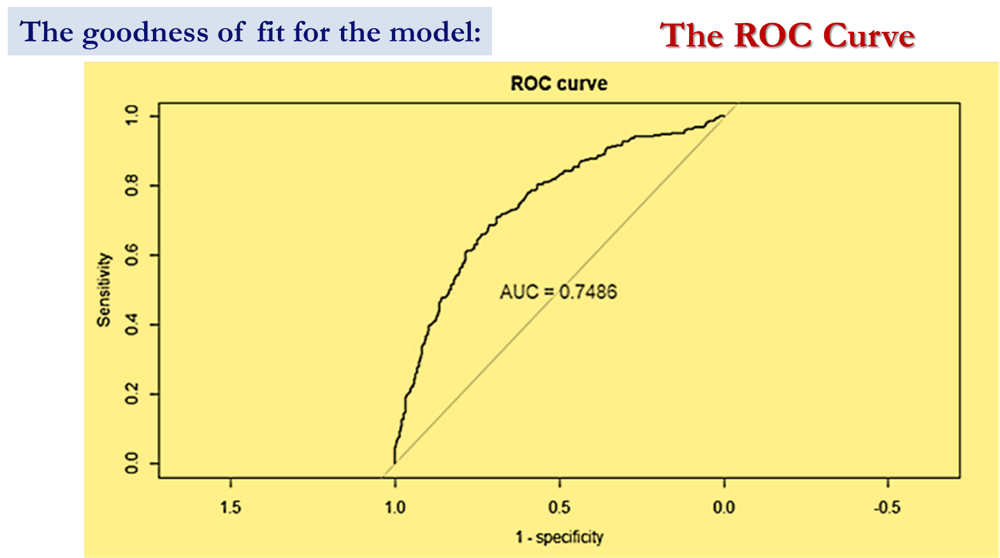 The goodness of fit for the model:
The ROC Curve
ROC curve
1.0
0.8
0.6
0.4
0.2
0.0
Sensitivity
AUC = 0.7486
1.5 1.0 0.5 0.0 -0.5
1 - specificity